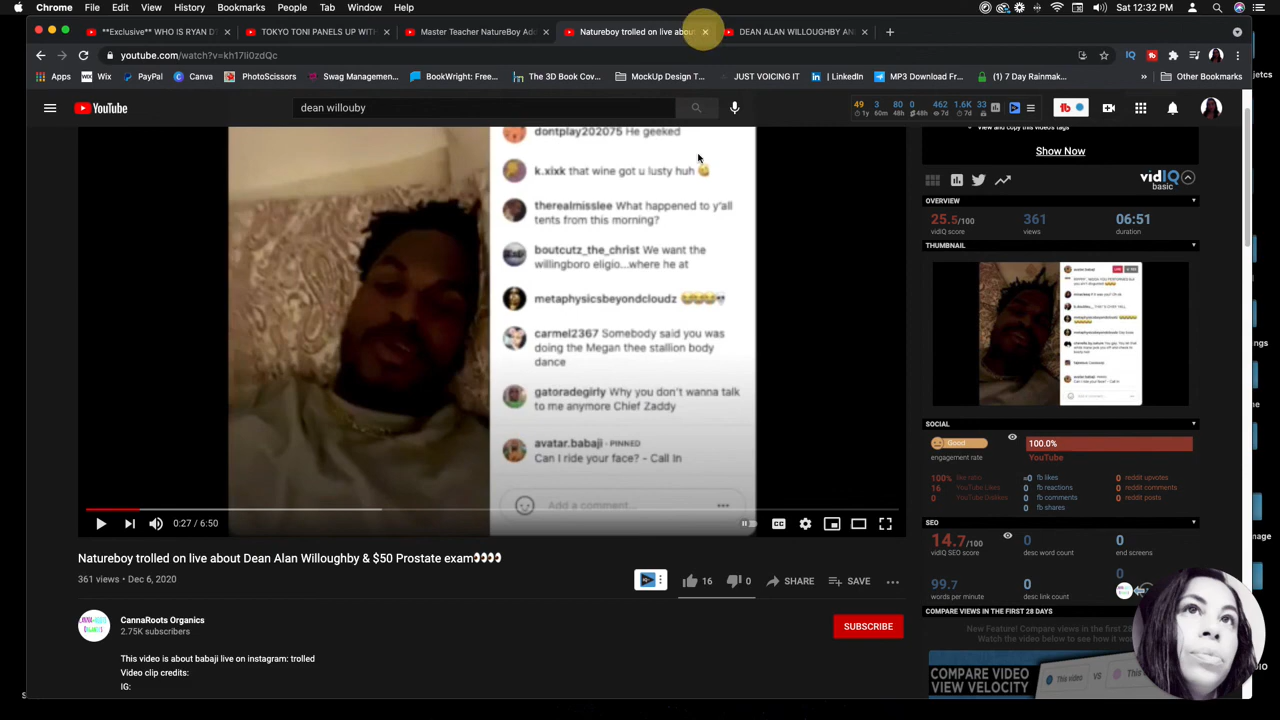 Chrome File Edit View History Bookmarks People Tab Window Help Sat 12:32 PM
**Exclusive** WHO IS RYAN D TOKYO TONI PANELS UP WITH Master Teacher NatureBoy Ad Natureboy trolled on live abou DEAN ALAN WILLOUGHBY AN
youtube.com/watch?v=kh17li0zdQc
Apps Wix PayPal Canva PhotoScissors Swag Managemen... BookWright·Free... The 3D Book Cov... MockUp Design T... JUST VOICING IT LinkedIn MP3 Download Fr... (1) 7 Day Rainmak... » Other Bookmarks
YouTube
dean willouby
49 3 80 0 462 1.6K 33
1y 60m 48h 48h 7d 7d
dontplay202075 He geeked
k.xixk that wine got u lusty huh
therealmisslee What happened to y'all
tents from this morning?
boutcutz_the_christ We want the
willingboro eligio...where he at
metaphysicsbeyondcloudz
carmel2367 Somebody said you was
doing the Megan thee stallion body
dance
gatoradegirly Why you don't wanna talk
to me anymore Chief Zaddy
avatar.babaji · PINNED
Can I ride your face? - Call In
Add a comment...
0:27 / 6:50
Natureboy trolled on live about Dean Alan Willoughby & $50 Prostate exam👀👀
361 views • Dec 6, 2020
16 0 SHARE SAVE
CannaRoots Organics
2.75K subscribers
SUBSCRIBE
This video is about babaji live on instagram: trolled
Video clip credits:
IG:
View and copy this video's tags
Show Now
vidIQ
basic
OVERVIEW
25.5/100 361 06:51
vidIQ score views duration
THUMBNAIL
SOCIAL
Good 100.0%
engagement rate YouTube
100% like ratio ≈0 fb likes 0 reddit upvotes
16 YouTube Likes 0 fb reactions 0 reddit comments
0 YouTube Dislikes 0 fb comments 0 reddit posts
0 fb shares
SEO
14.7/100 0 0
vidIQ SEO score desc word count end screens
99.7 0 0
words per minute desc link count
COMPARE VIEWS IN THE FIRST 28 DAYS
New Feature! Compare views in the first
Watch the video below to see how it wor
COMPARE VIDEO
VIEW VELOCITY
This video VS This video